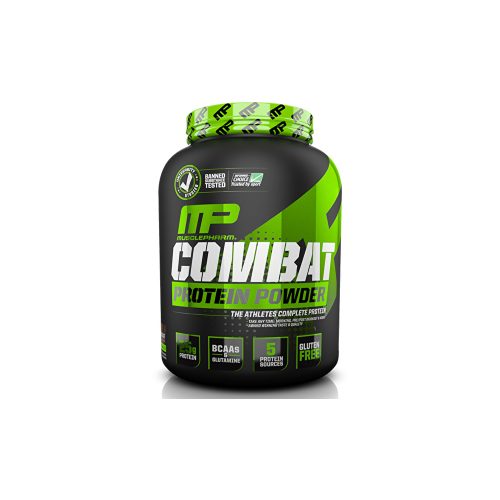 MP
BANNED
SUBSTANCE
TESTED
INFORMED
CHOICE
Trusted by sport
MP
MUSCLEPHARM
COMBAT
PROTEIN POWDER
THE ATHLETES COMPLETE PROTEIN
PROTEIN
BCAAs
&
GLUTAMINE
5
PROTEIN
SOURCES
GLUTEN
FREE